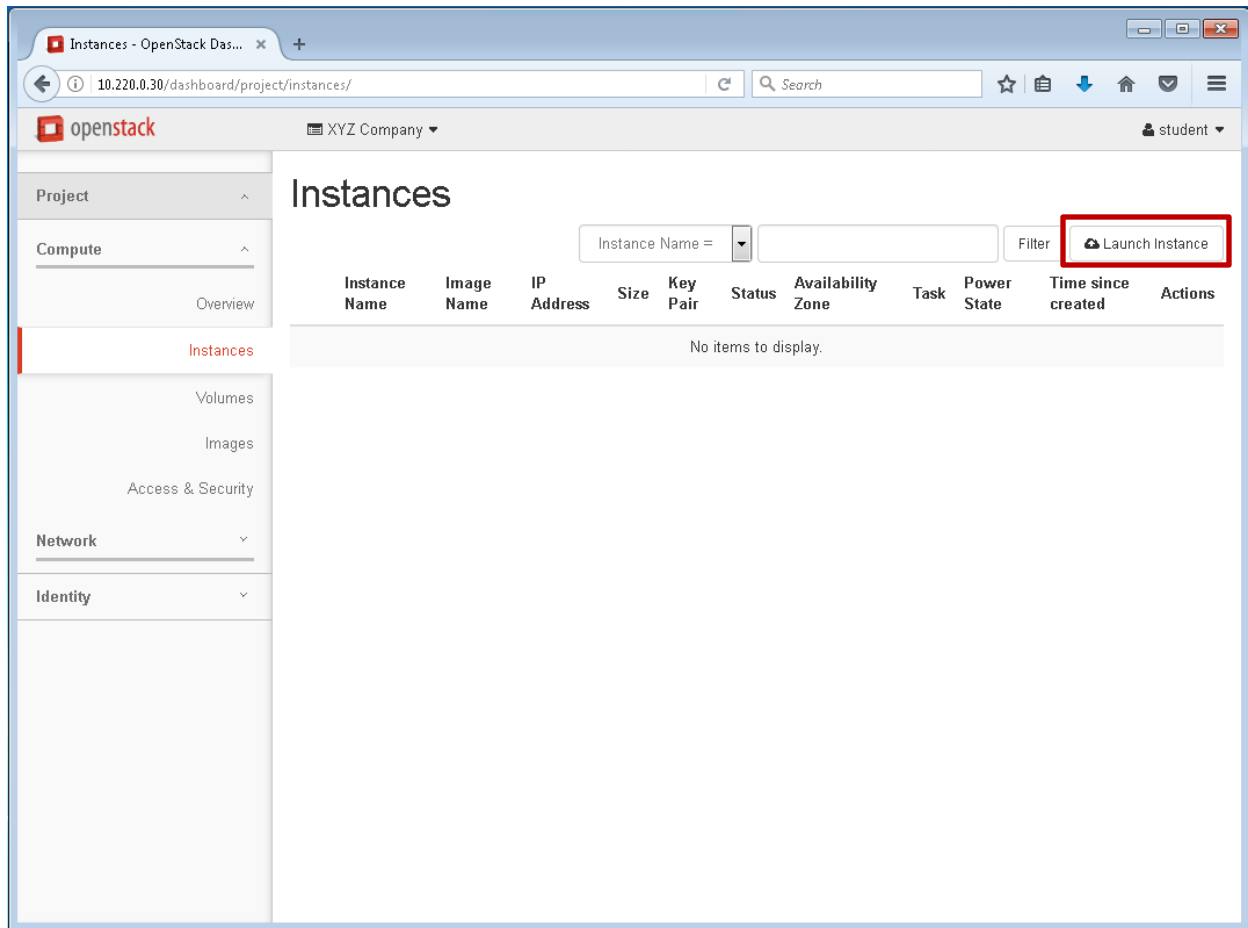 Instances - OpenStack Das...
10.220.0.30/dashboard/project/instances/
Search
openstack
XYZ Company
student
Project
Compute
Overview
Instances
Volumes
Images
Access & Security
Network
Identity
Instances
Instance Name =
Filter
Launch Instance
Instance Name
Image Name
IP Address
Size
Key Pair
Status
Availability Zone
Task
Power State
Time since created
Actions
No items to display.